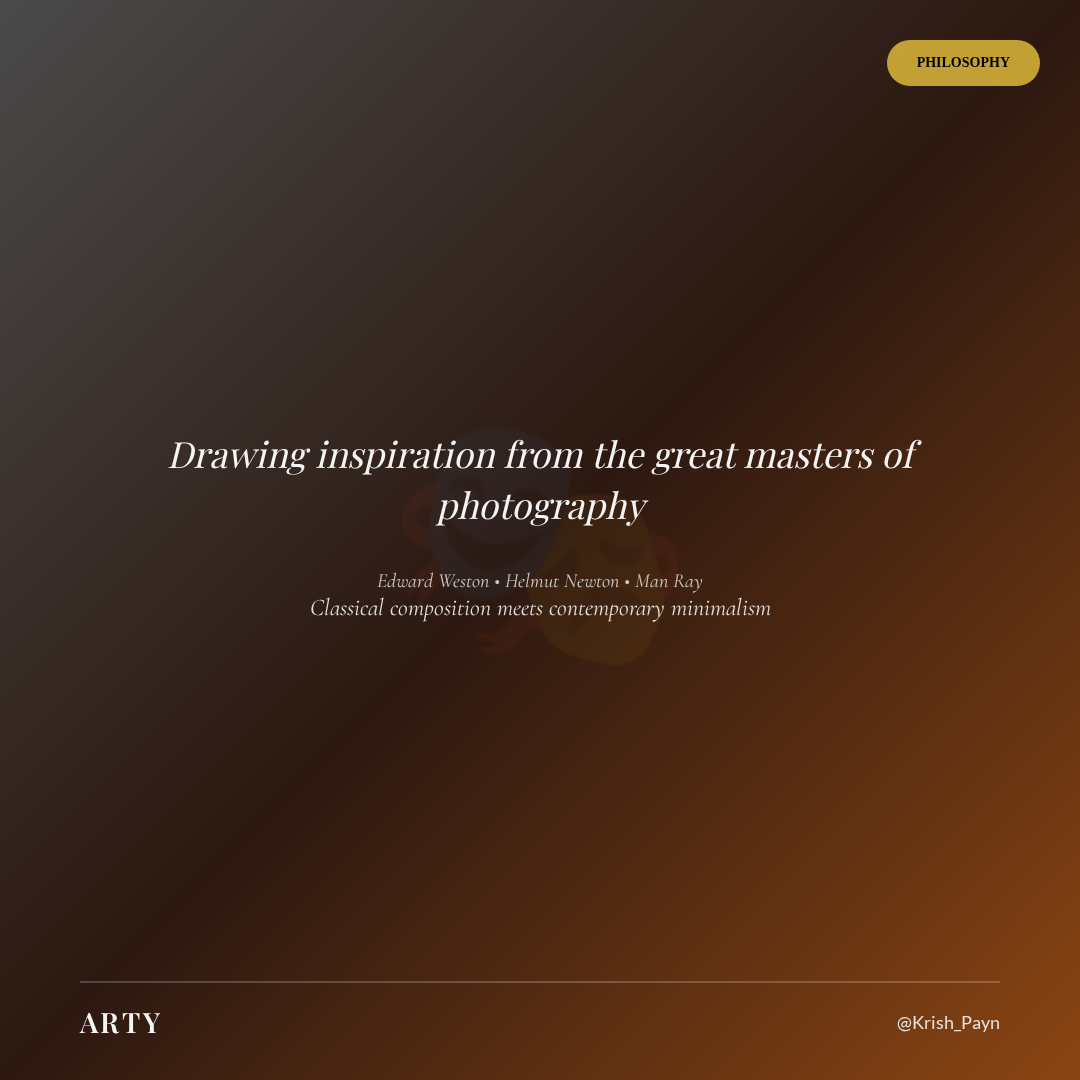 PHILOSOPHY
Drawing inspiration from the great masters of
photography
Edward Weston • Helmut Newton • Man Ray
Classical composition meets contemporary minimalism
ARTY
@Krish_Payn